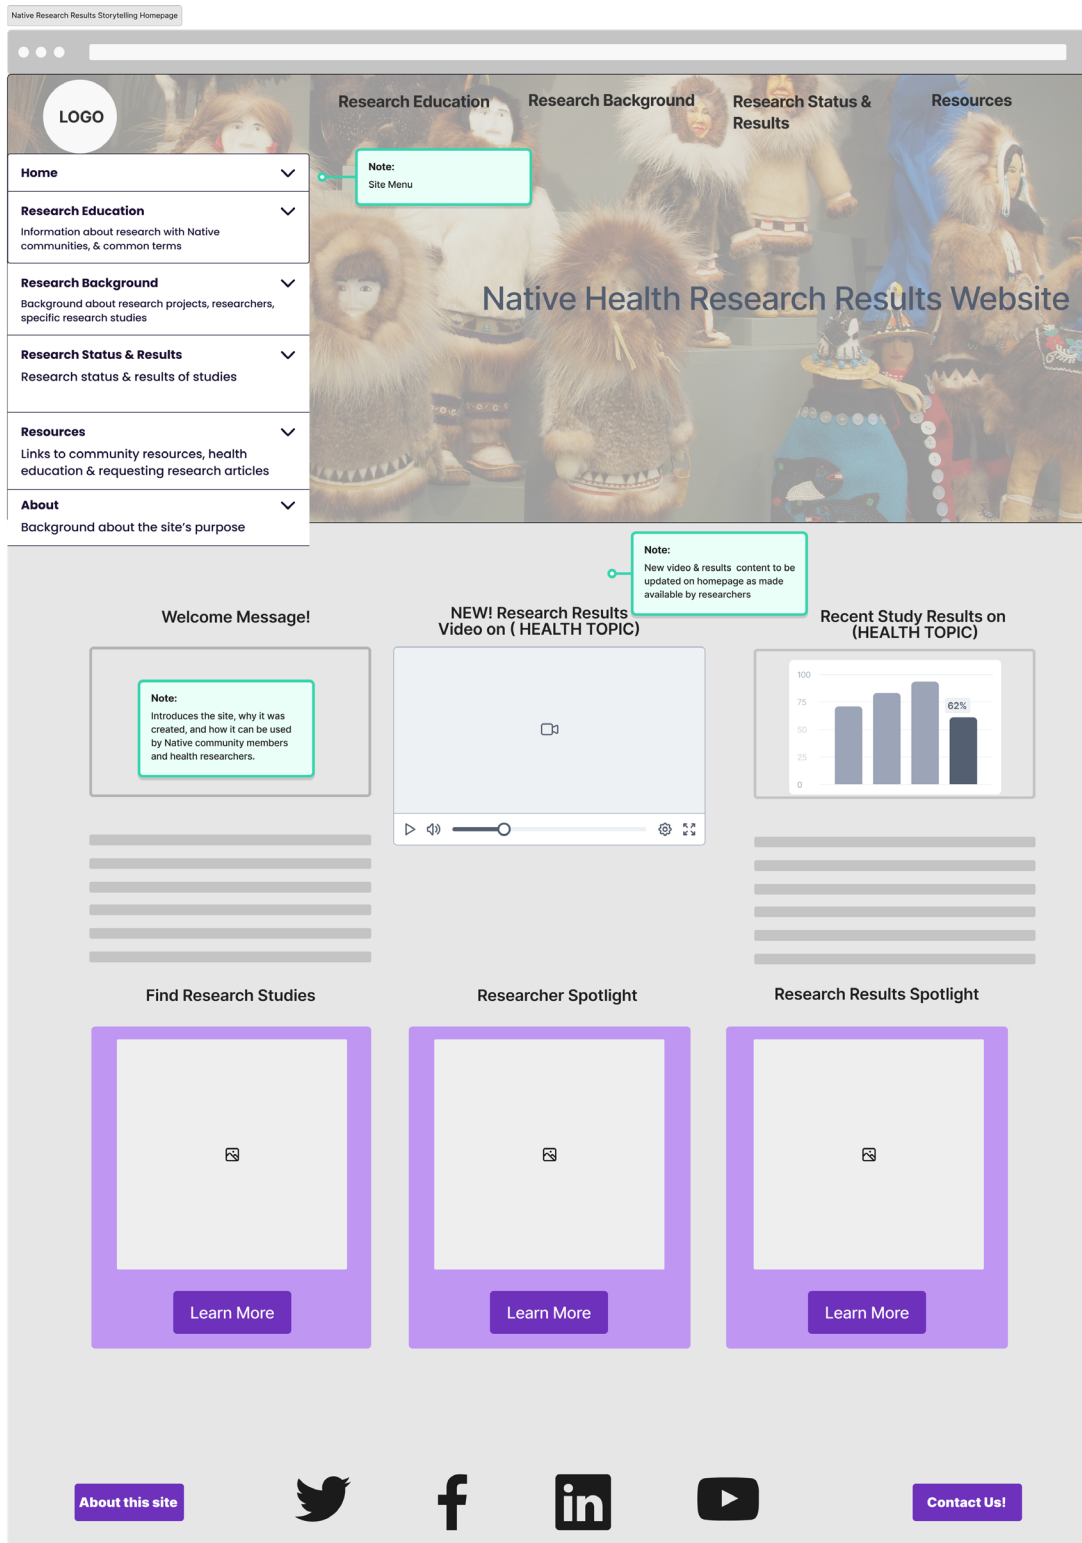 Native Research Results Storytelling Homepage
LOGO
Research Education
Research Background
Research Status &
Results
Resources
Home
Note:
Site Menu
Research Education
Information about research with Native
communities, & common terms
Research Background
Background about research projects, researchers,
specific research studies
Research Status & Results
Research status & results of studies
Resources
Links to community resources, health
education & requesting research articles
About
Background about the site's purpose
Native Health Research Results Website
Note:
New video & results content to be
updated on homepage as made
available by researchers
Welcome Message!
NEW! Research Results
Video on ( HEALTH TOPIC)
Recent Study Results on
(HEALTH TOPIC)
Note:
Introduces the site, why it was
created, and how it can be used
by Native community members
and health researchers.
100
75
50
25
0
62%
Find Research Studies
Researcher Spotlight
Research Results Spotlight
Learn More
Learn More
Learn More
About this site
in
Contact Us!